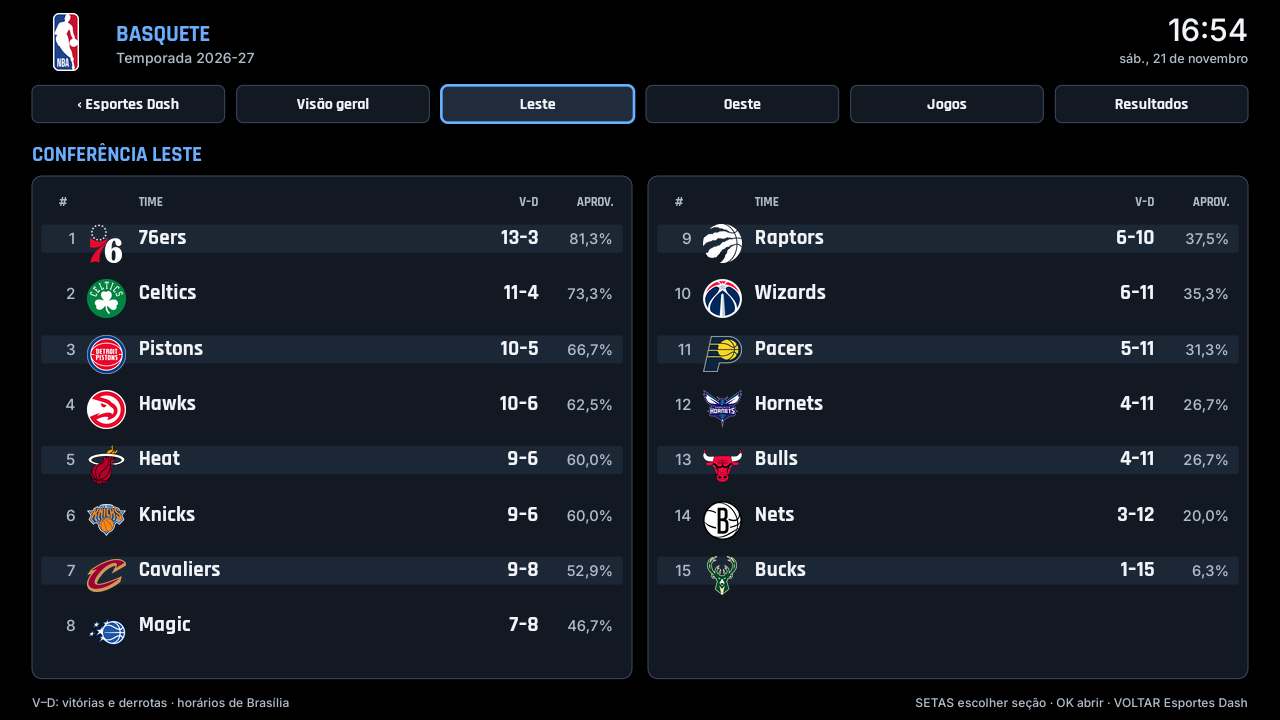 NBA
BASQUETE
Temporada 2026-27
16:54
sáb., 21 de novembro
‹ Esportes Dash
Visão geral
Leste
Oeste
Jogos
Resultados
CONFERÊNCIA LESTE
# TIME V-D APROV.
1 76ers 13-3 81,3%
2 Celtics 11-4 73,3%
3 Pistons 10-5 66,7%
4 Hawks 10-6 62,5%
5 Heat 9-6 60,0%
6 Knicks 9-6 60,0%
7 Cavaliers 9-8 52,9%
8 Magic 7-8 46,7%
# TIME V-D APROV.
9 Raptors 6-10 37,5%
10 Wizards 6-11 35,3%
11 Pacers 5-11 31,3%
12 Hornets 4-11 26,7%
13 Bulls 4-11 26,7%
14 Nets 3-12 20,0%
15 Bucks 1-15 6,3%
V-D: vitórias e derrotas · horários de Brasília
SETAS escolher seção · OK abrir · VOLTAR Esportes Dash